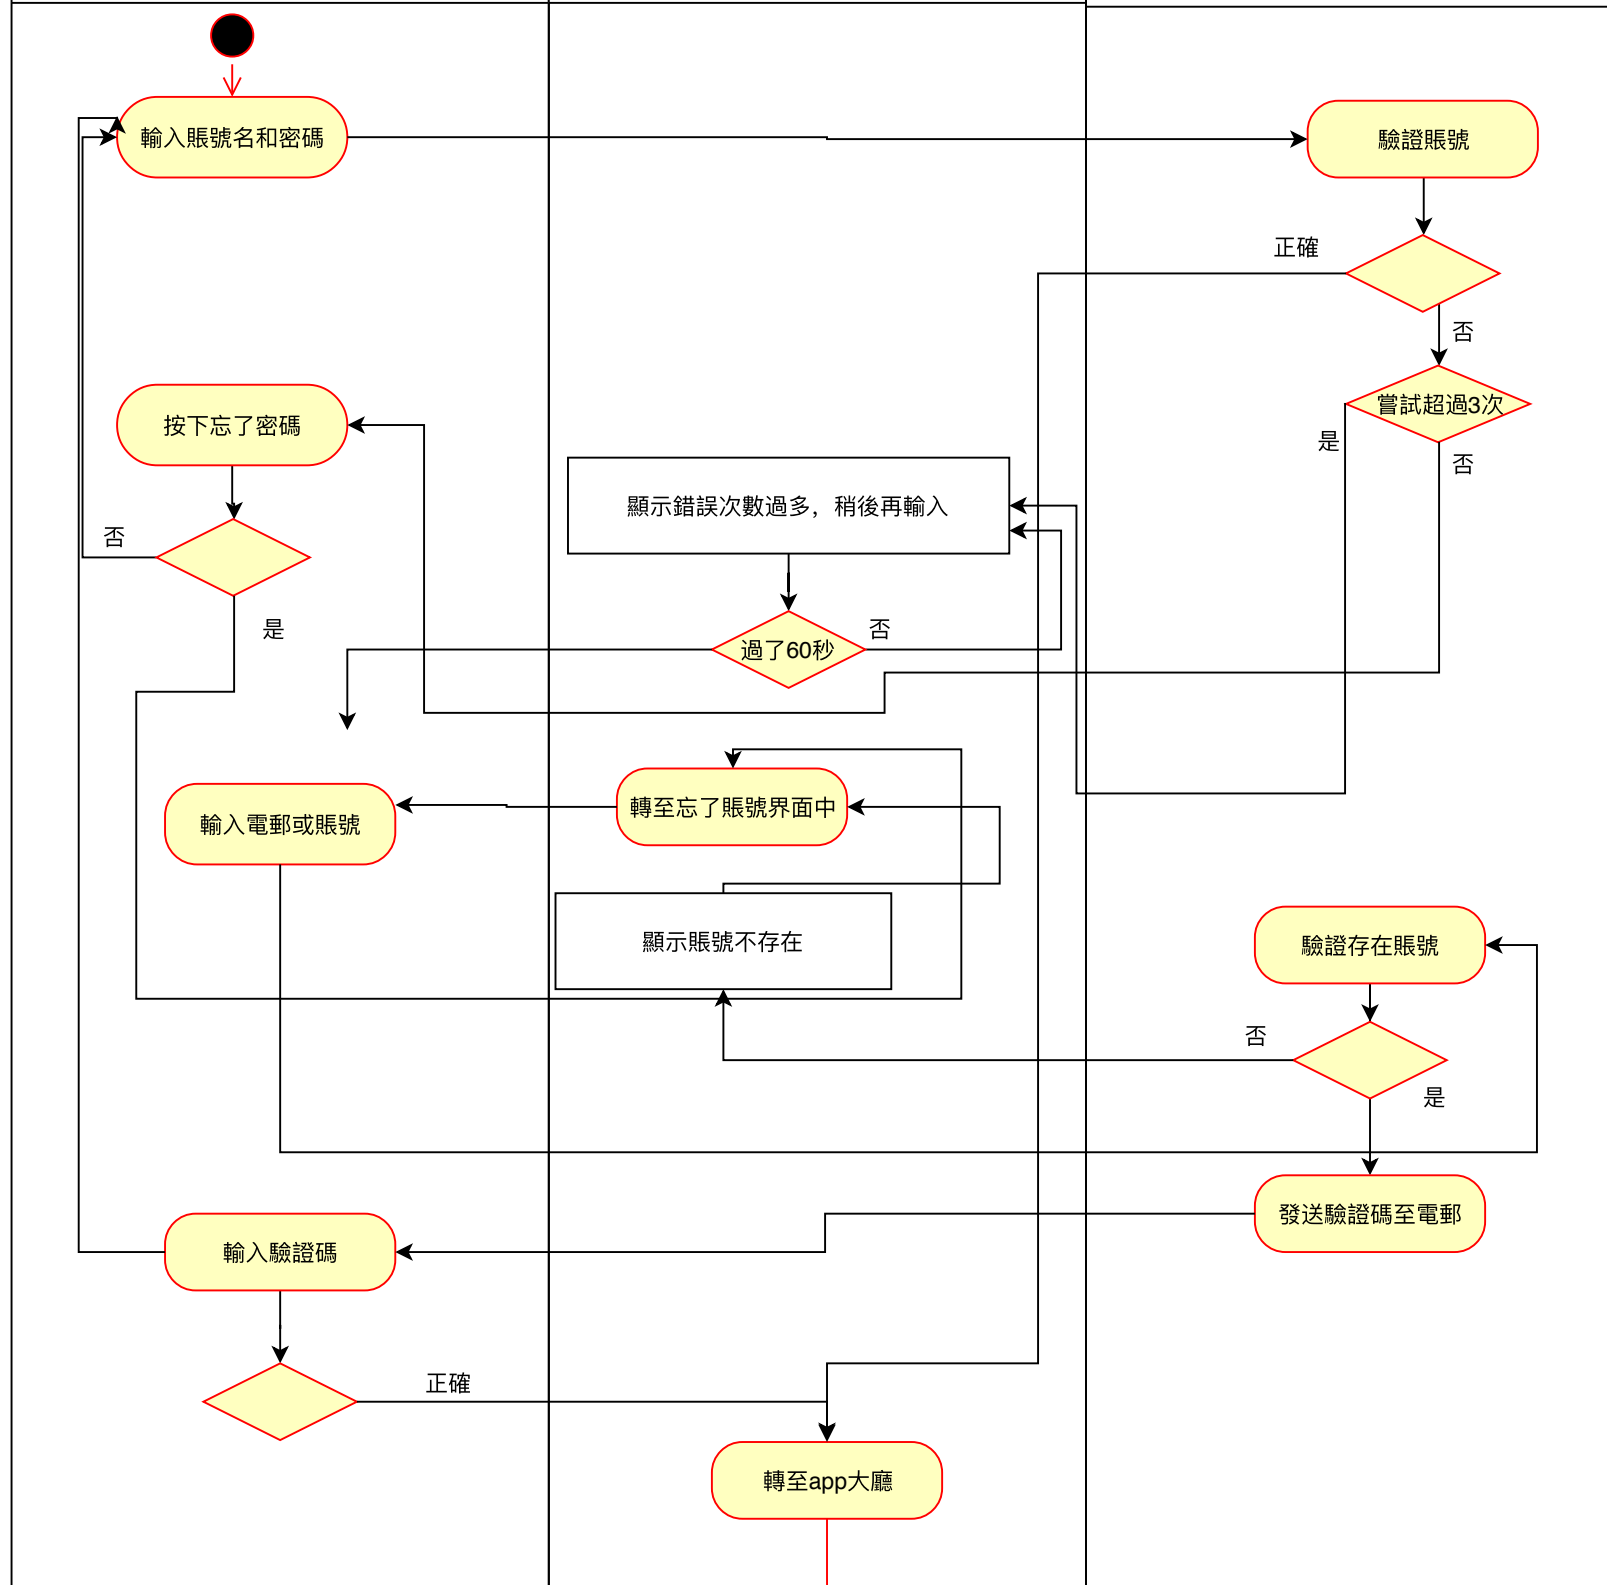 輸入賬號名和密碼
驗證賬號
正確
否
嘗試超過3次
是
否
按下忘了密碼
否
是
顯示錯誤次數過多，稍後再輸入
過了60秒
否
轉至忘了賬號界面中
輸入電郵或賬號
顯示賬號不存在
驗證存在賬號
否
是
發送驗證碼至電郵
輸入驗證碼
正確
轉至app大廳